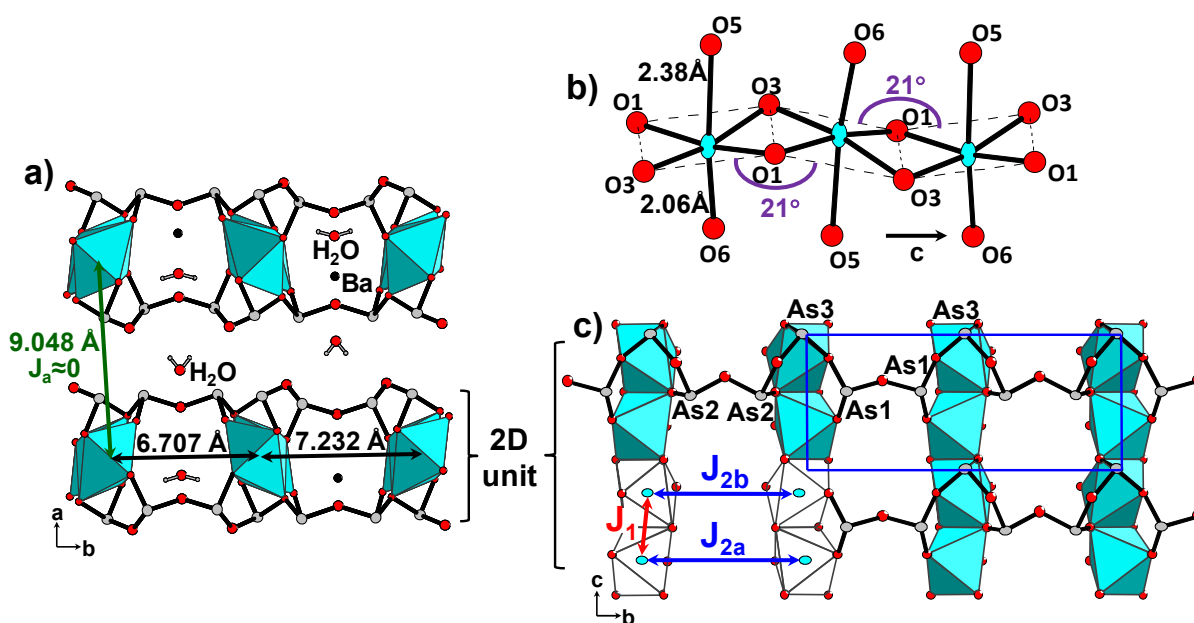 a)
H₂O
Ba
9.048 Å
Jₐ≈0
H₂O
6.707 Å
7.232 Å
2D
unit
a
b
b)
O5
O6
O5
2.38Å
21°
O3
O1
O1
O3
O3
O1
O3
O1
2.06Å
21°
O6
O5
O6
c
c)
As3
As3
As1
As2
As2
As1
J₂b
J₁
J₂a
c
b